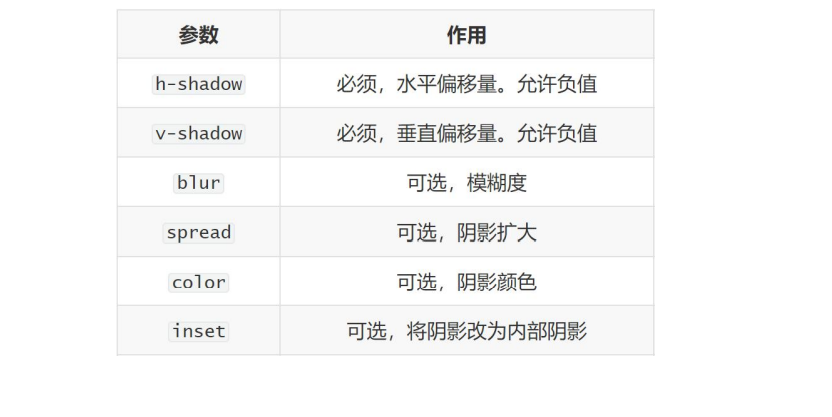 参数 作用
h-shadow 必须，水平偏移量。允许负值
v-shadow 必须，垂直偏移量。允许负值
blur 可选，模糊度
spread 可选，阴影扩大
color 可选，阴影颜色
inset 可选，将阴影改为内部阴影